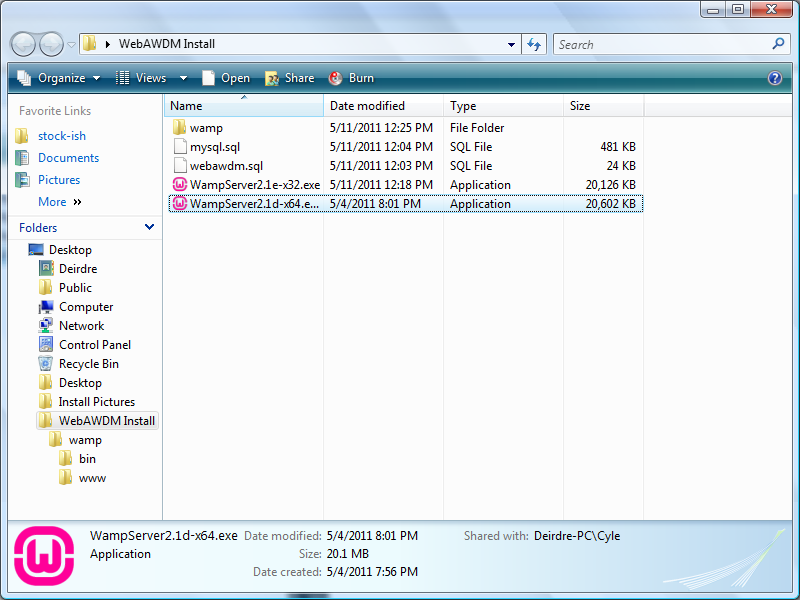 WebAWDM Install
Search
Organize Views Open Share Burn ?
Favorite Links
stock-ish
Documents
Pictures
More »
Folders
Desktop
Deirdre
Public
Computer
Network
Control Panel
Recycle Bin
Desktop
Install Pictures
WebAWDM Install
wamp
bin
www
Name Date modified Type Size
wamp 5/11/2011 12:25 PM File Folder
mysql.sql 5/11/2011 12:04 PM SQL File 481 KB
webawdm.sql 5/11/2011 12:03 PM SQL File 24 KB
WampServer2.1e-x32.exe 5/11/2011 12:18 PM Application 20,126 KB
WampServer2.1d-x64.e... 5/4/2011 8:01 PM Application 20,602 KB
WampServer2.1d-x64.exe Date modified: 5/4/2011 8:01 PM Shared with: Deirdre-PC\Cyle
Application Size: 20.1 MB
Date created: 5/4/2011 7:56 PM